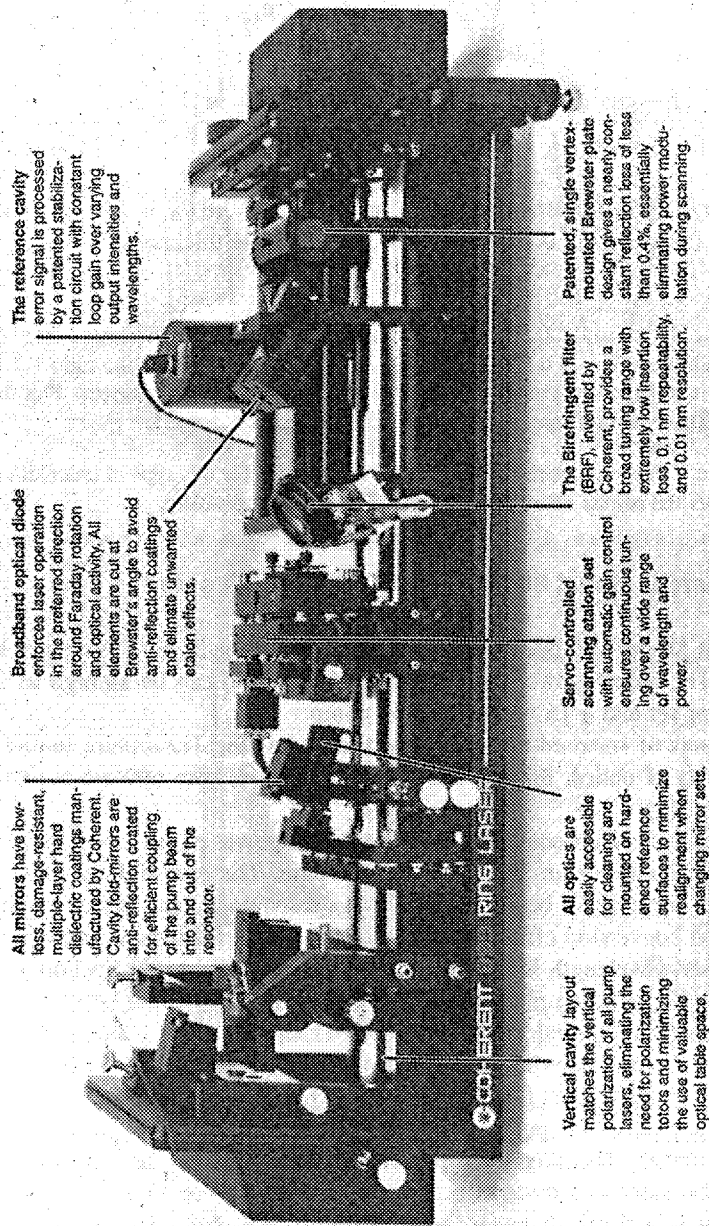 All mirrors have low-
loss, damage-resistant,
multiple-layer hard
dielectric coatings man-
ufactured by Coherent.
Cavity fold-mirrors are
anti-reflection coated
for efficient coupling
of the pump beam
into and out of the
resonator.
Broadband optical diode
enforces laser operation
in the preferred direction
around Faraday rotation
and optical activity. All
elements are cut at
Brewster's angle to avoid
anti-reflection coatings
and elimate unwanted
etalon effects.
The reference cavity
error signal is processed
by a patented stabiliza-
tion circuit with constant
loop gain over varying
output intensities and
wavelengths.
COHERENT
RING LASER
Vertical cavity layout
matches the vertical
polarization of all pump
lasers, eliminating the
need for polarization
totors and minimizing
the use of valuable
optical table space.
All optics are
easily accessible
for cleaning and
mounted on hard-
ened reference
surfaces to minimize
realignment when
changing mirror sets.
Servo-controlled
scanning etalon set
with automatic gain control
ensures continuous tun-
ing over a wide range
of wavelength and
power.
The Birefringent filter
(BRF), invented by
Coherent, provides a
broad tuning range with
extremely low insertion
loss, 0.1 nm repeatability,
and 0.01 nm resolution.
Patented, single vertex-
mounted Brewster plate
design gives a nearly con-
stant reflection loss of less
than 0.4%, essentially
eliminating power modu-
lation during scanning.